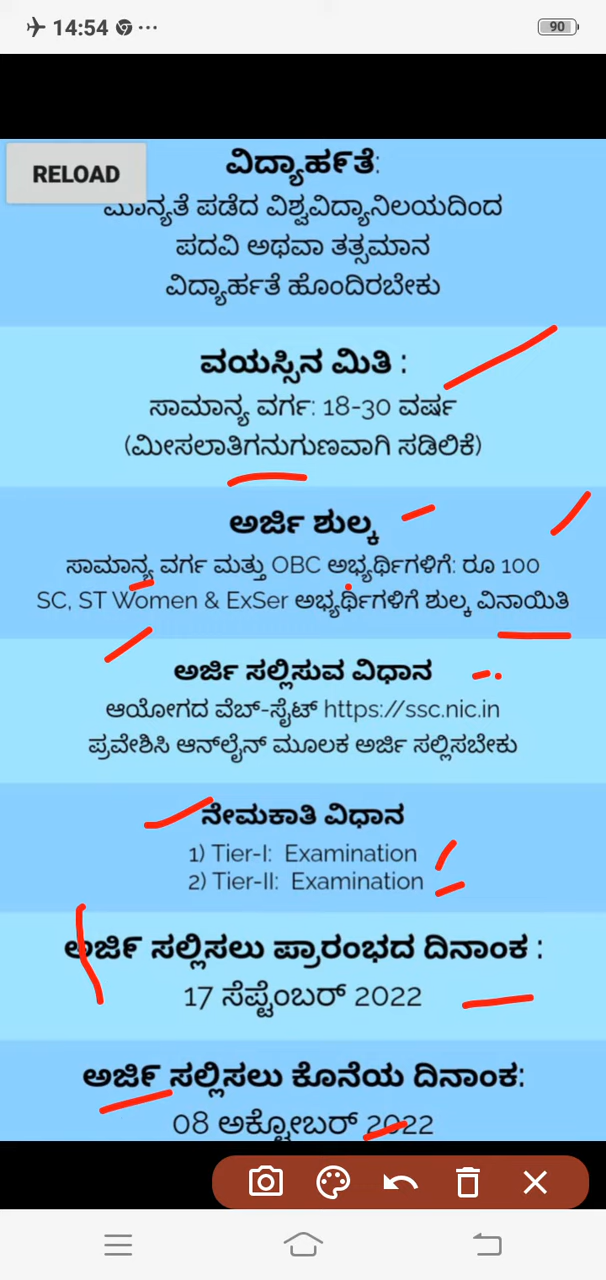 14:54
90
RELOAD
ವಿದ್ಯಾರ್ಹತೆ:
ಮಾನ್ಯತೆ ಪಡೆದ ವಿಶ್ವವಿದ್ಯಾನಿಲಯದಿಂದ
ಪದವಿ ಅಥವಾ ತತ್ಸಮಾನ
ವಿದ್ಯಾರ್ಹತೆ ಹೊಂದಿರಬೇಕು
ವಯಸ್ಸಿನ ಮಿತಿ :
ಸಾಮಾನ್ಯ ವರ್ಗ: 18-30 ವರ್ಷ
(ಮೀಸಲಾತಿಗನುಗುಣವಾಗಿ ಸಡಿಲಿಕೆ)
ಅರ್ಜಿ ಶುಲ್ಕ
ಸಾಮಾನ್ಯ ವರ್ಗ ಮತ್ತು OBC ಅಭ್ಯರ್ಥಿಗಳಿಗೆ: ರೂ 100
SC, ST Women & ExSer ಅಭ್ಯರ್ಥಿಗಳಿಗೆ ಶುಲ್ಕ ವಿನಾಯಿತಿ
ಅರ್ಜಿ ಸಲ್ಲಿಸುವ ವಿಧಾನ
ಆಯೋಗದ ವೆಬ್-ಸೈಟ್ https://ssc.nic.in
ಪ್ರವೇಶಿಸಿ ಆನ್‌ಲೈನ್ ಮೂಲಕ ಅರ್ಜಿ ಸಲ್ಲಿಸಬೇಕು
ನೇಮಕಾತಿ ವಿಧಾನ
1) Tier-I: Examination
2) Tier-II: Examination
ಅರ್ಜಿ ಸಲ್ಲಿಸಲು ಪ್ರಾರಂಭದ ದಿನಾಂಕ :
17 ಸೆಪ್ಟೆಂಬರ್ 2022
ಅರ್ಜಿ ಸಲ್ಲಿಸಲು ಕೊನೆಯ ದಿನಾಂಕ:
08 ಅಕ್ಟೋಬರ್ 2022